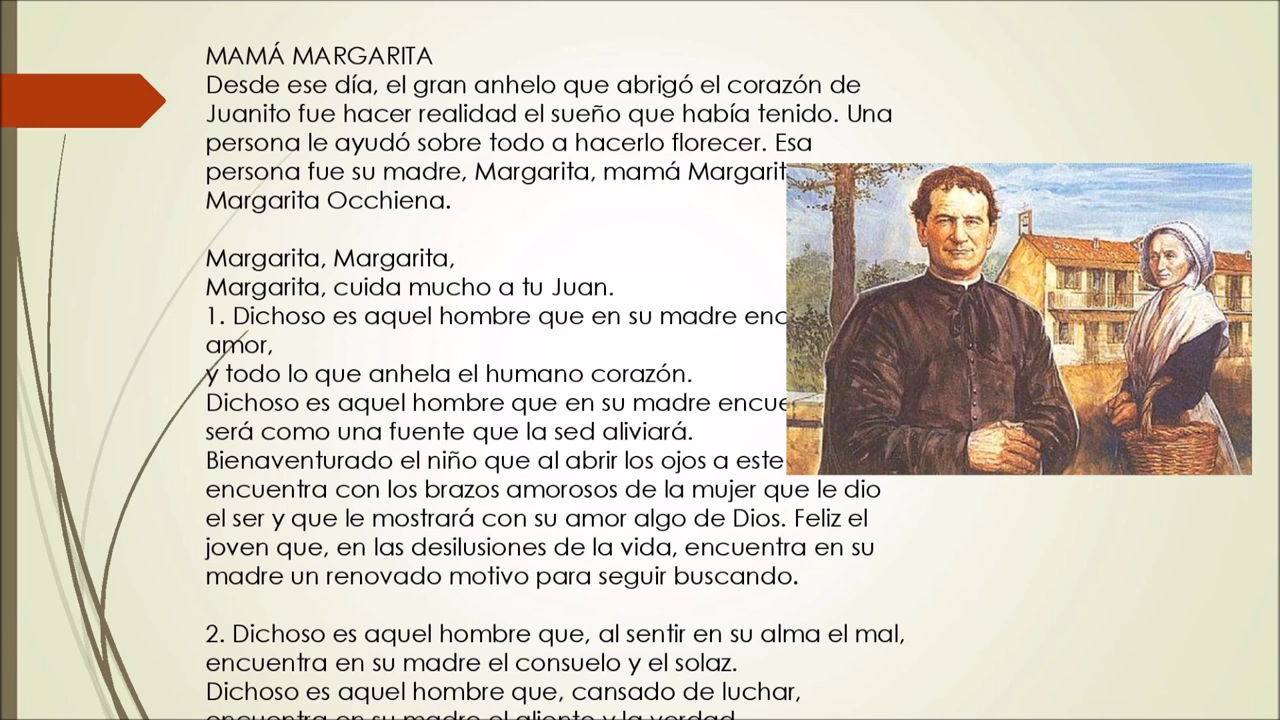 MAMÁ MARGARITA
Desde ese día, el gran anhelo que abrigó el corazón de
Juanito fue hacer realidad el sueño que había tenido. Una
persona le ayudó sobre todo a hacerlo florecer. Esa
persona fue su madre, Margarita, mamá
Margarita Occhiena.
Margarita, Margarita,
Margarita, cuida mucho a tu Juan.
1. Dichoso es aquel hombre que en su madre
amor,
y todo lo que anhela el humano corazón.
Dichoso es aquel hombre que en su madre
será como una fuente que la sed aliviará.
Bienaventurado el niño que al abrir los ojos a este
encuentra con los brazos amorosos de la mujer que le dio
el ser y que le mostrará con su amor algo de Dios. Feliz el
joven que, en las desilusiones de la vida, encuentra en su
madre un renovado motivo para seguir buscando.
2. Dichoso es aquel hombre que, al sentir en su alma el mal,
encuentra en su madre el consuelo y el solaz.
Dichoso es aquel hombre que, cansado de luchar,
encuentra en su madre el aliento y la verdad